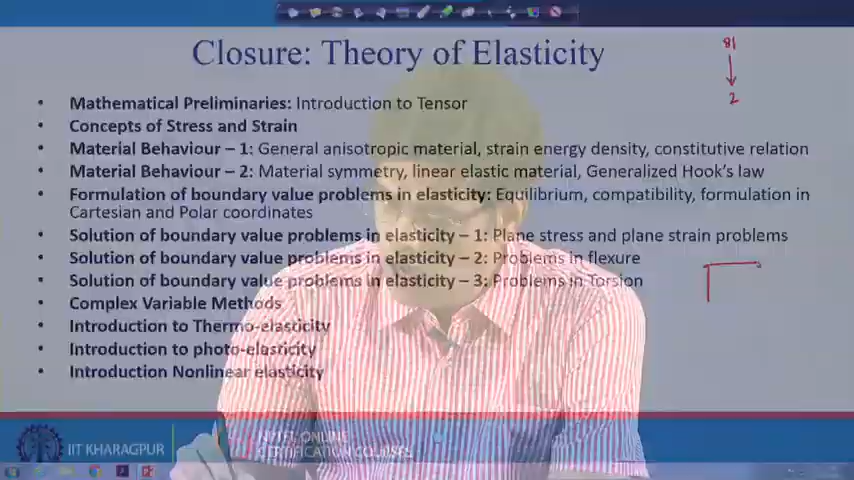 Closure: Theory of Elasticity
81
2
• Mathematical Preliminaries: Introduction to Tensor
• Concepts of Stress and Strain
• Material Behaviour – 1: General anisotropic material, strain energy density, constitutive relation
• Material Behaviour – 2: Material symmetry, linear elastic material, Generalized Hook's law
• Formulation of boundary value problems in elasticity: Equilibrium, compatibility, formulation in
Cartesian and Polar coordinates
• Solution of boundary value problems in elasticity – 1: Plane stress and plane strain problems
• Solution of boundary value problems in elasticity – 2: Problems in flexure
• Solution of boundary value problems in elasticity – 3: Problems in Torsion
• Complex Variable Methods
• Introduction to Thermo-elasticity
• Introduction to photo-elasticity
• Introduction Nonlinear elasticity
IIT KHARAGPUR
NPTEL ONLINE
CERTIFICATION COURSES